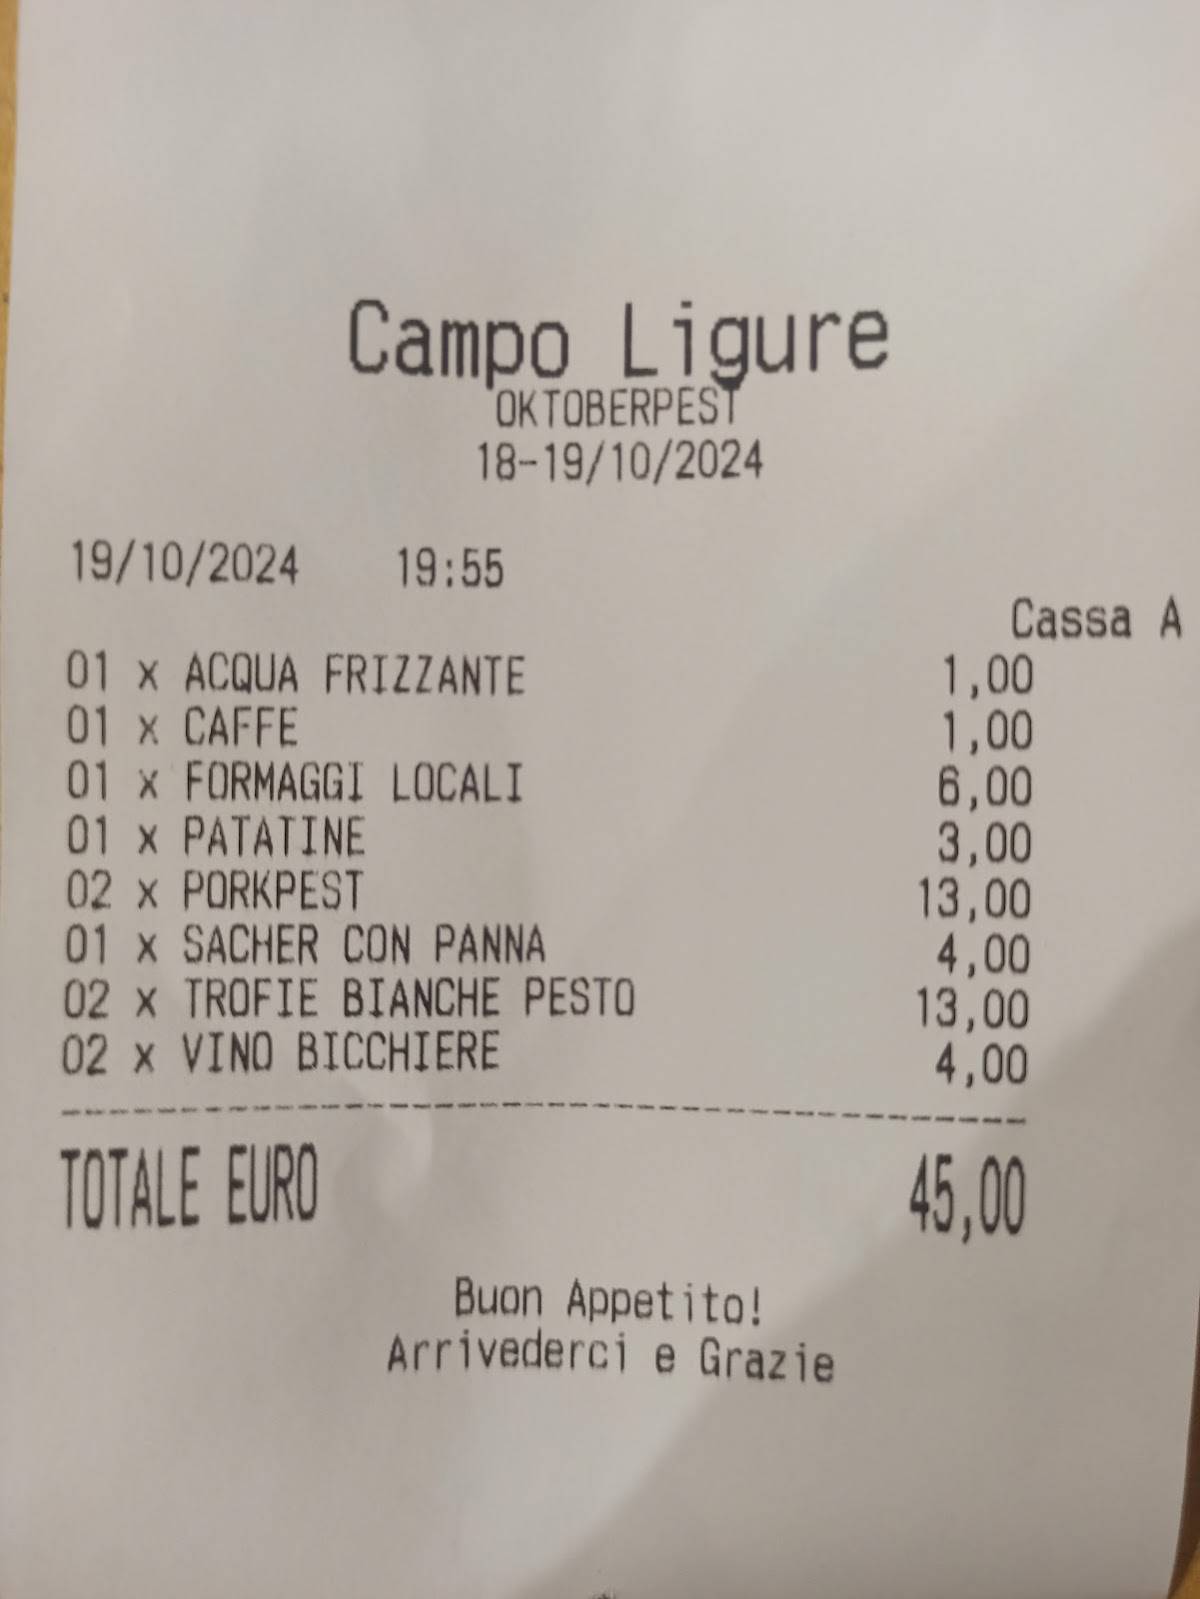 Campo Ligure
OKTOBERPEST
18-19/10/2024
19/10/2024 19:55
Cassa A
01 x ACQUA FRIZZANTE 1,00
01 x CAFFE 1,00
01 x FORMAGGI LOCALI 6,00
01 x PATATINE 3,00
02 x PORKPEST 13,00
01 x SACHER CON PANNA 4,00
02 x TROFIE BIANCHE PESTO 13,00
02 x VINO BICCHIERE 4,00
TOTALE EURO 45,00
Buon Appetito!
Arrivederci e Grazie